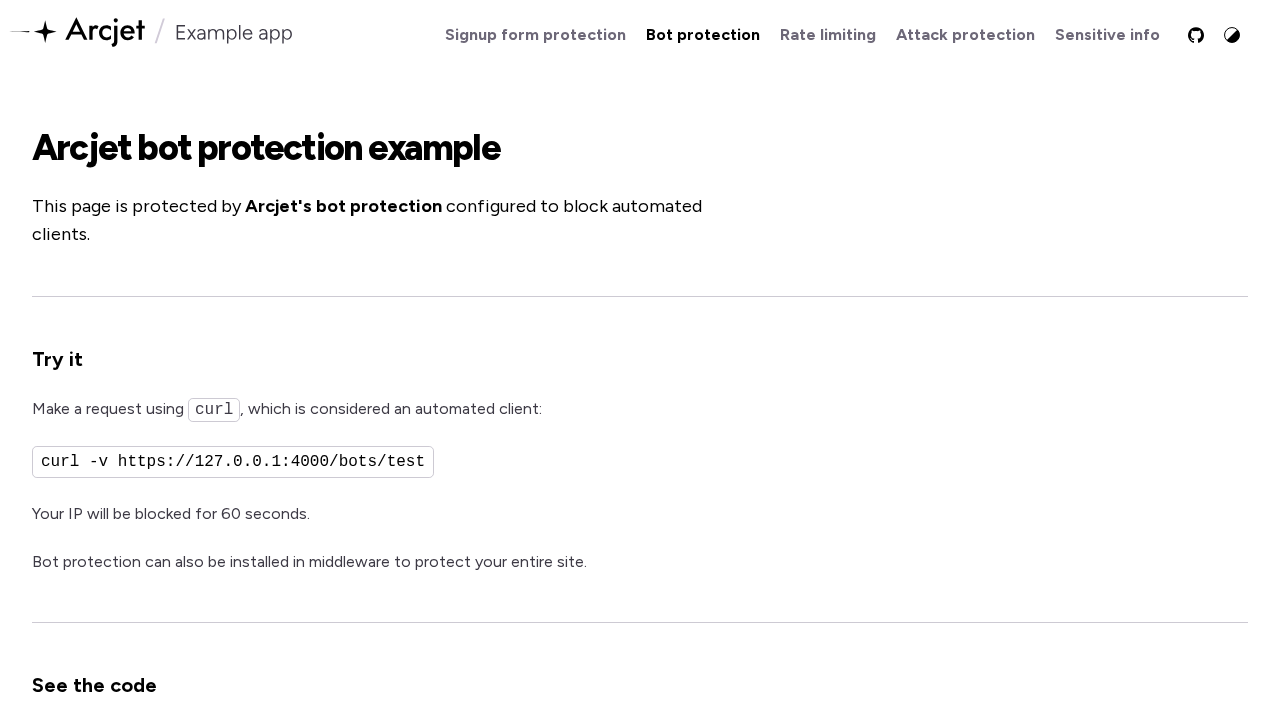 Arcjet / Example app
Signup form protection
Bot protection
Rate limiting
Attack protection
Sensitive info
Arcjet bot protection example
This page is protected by Arcjet's bot protection configured to block automated
clients.
Try it
Make a request using curl, which is considered an automated client:
curl -v https://127.0.0.1:4000/bots/test
Your IP will be blocked for 60 seconds.
Bot protection can also be installed in middleware to protect your entire site.
See the code